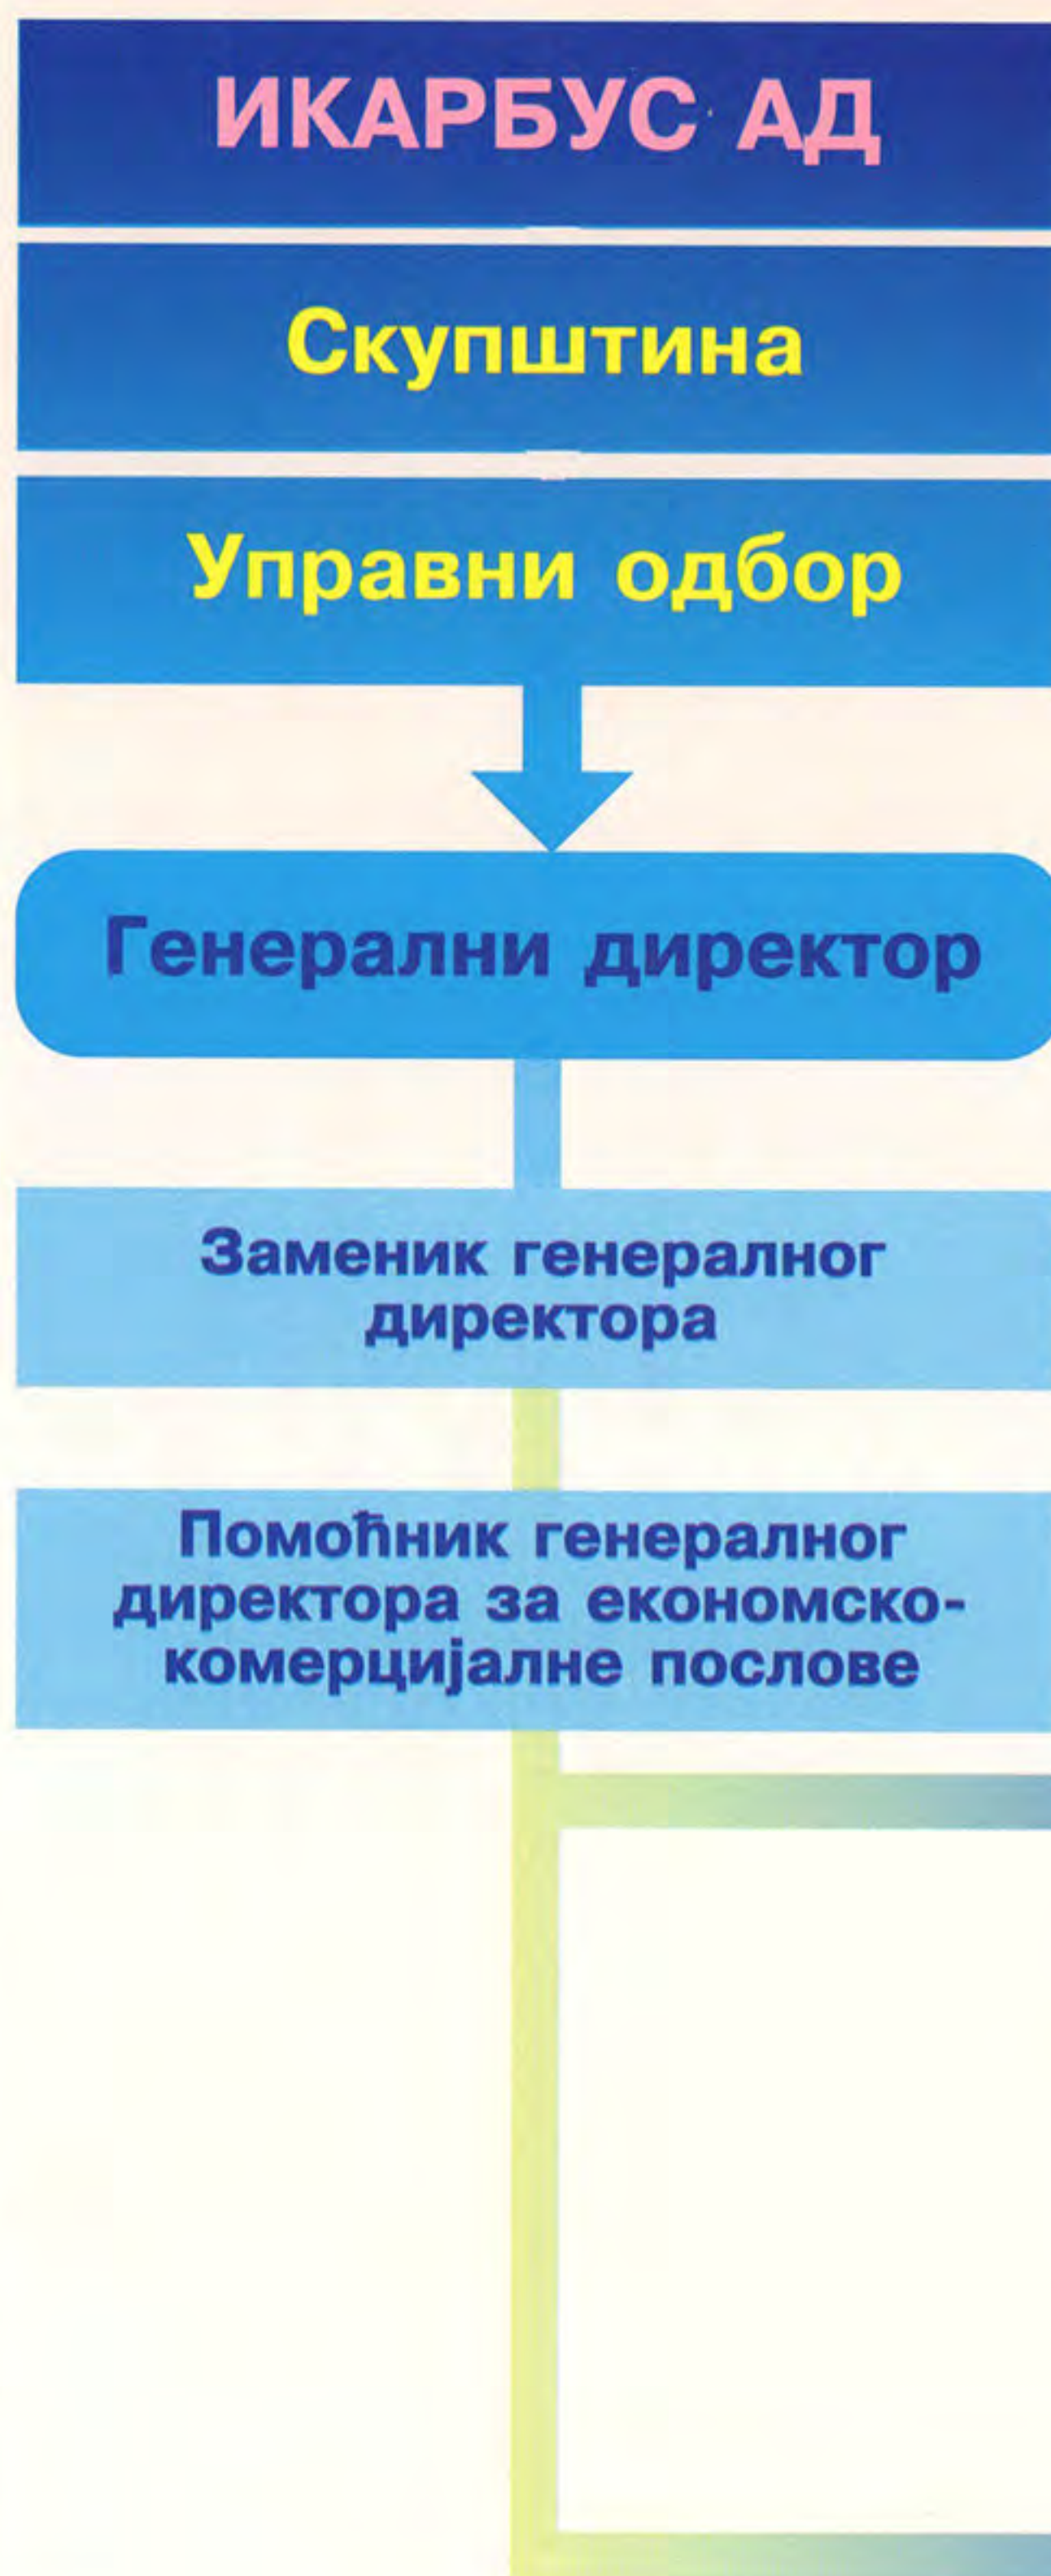 ИКАРБУС АД
Скупштина
Управни одбор
Генерални директор
Заменик генералног
директора
Помоћник генералног
директора за економско-
комерцијалне послове